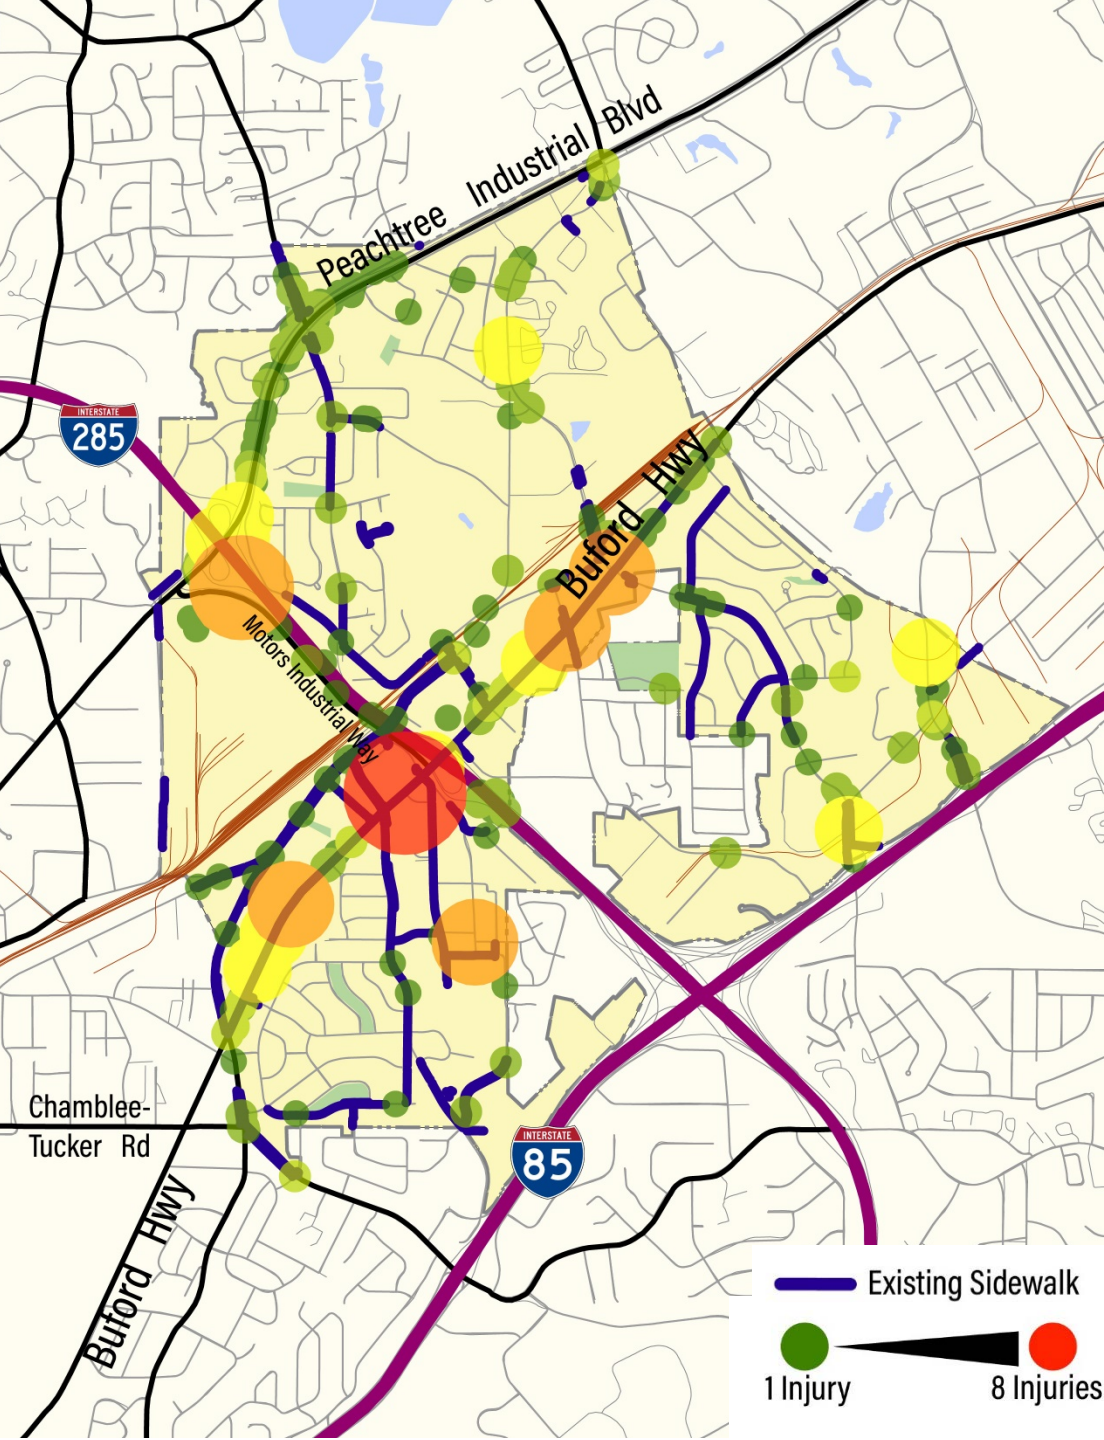 Peachtree Industrial Blvd
INTERSTATE
285
Buford Hwy
Motors Industrial Way
Chamblee-
Tucker Rd
INTERSTATE
85
Buford Hwy
Existing Sidewalk
1 Injury
8 Injuries